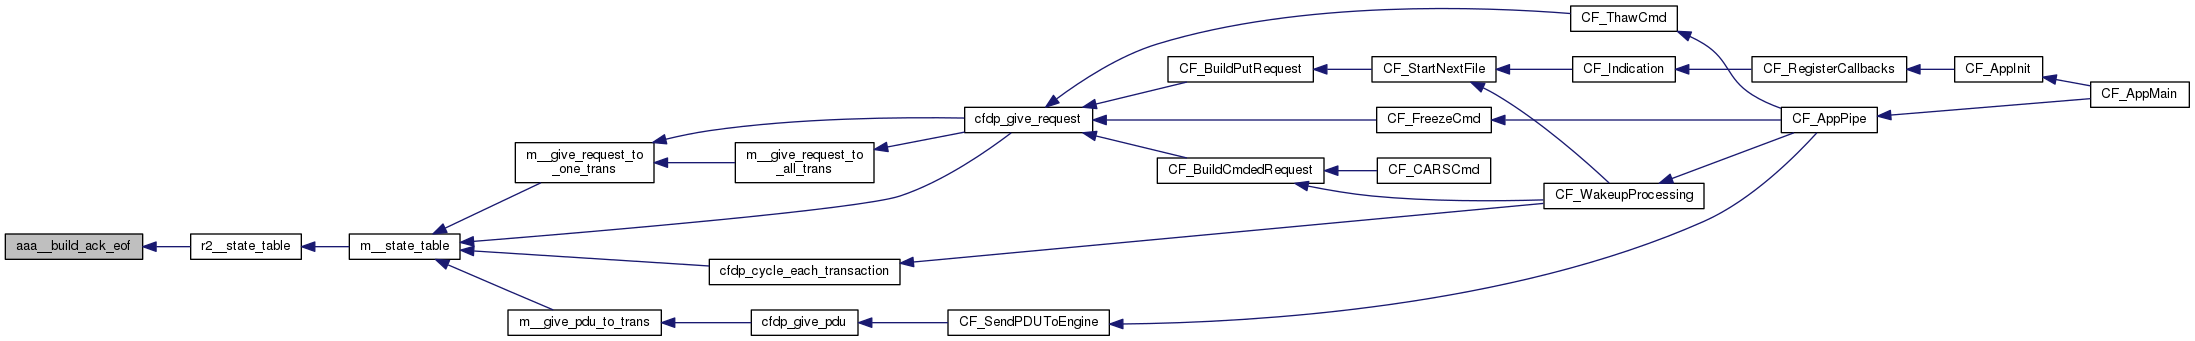 aaa__build_ack_eof
r2__state_table
m__state_table
m__give_request_to
_one_trans
m__give_request_to
_all_trans
cfdp_cycle_each_transaction
m__give_pdu_to_trans
cfdp_give_pdu
cfdp_give_request
CF_SendPDUToEngine
CF_ThawCmd
CF_BuildPutRequest
CF_StartNextFile
CF_Indication
CF_RegisterCallbacks
CF_AppInit
CF_AppMain
CF_FreezeCmd
CF_AppPipe
CF_BuildCmdedRequest
CF_CARSCmd
CF_WakeupProcessing